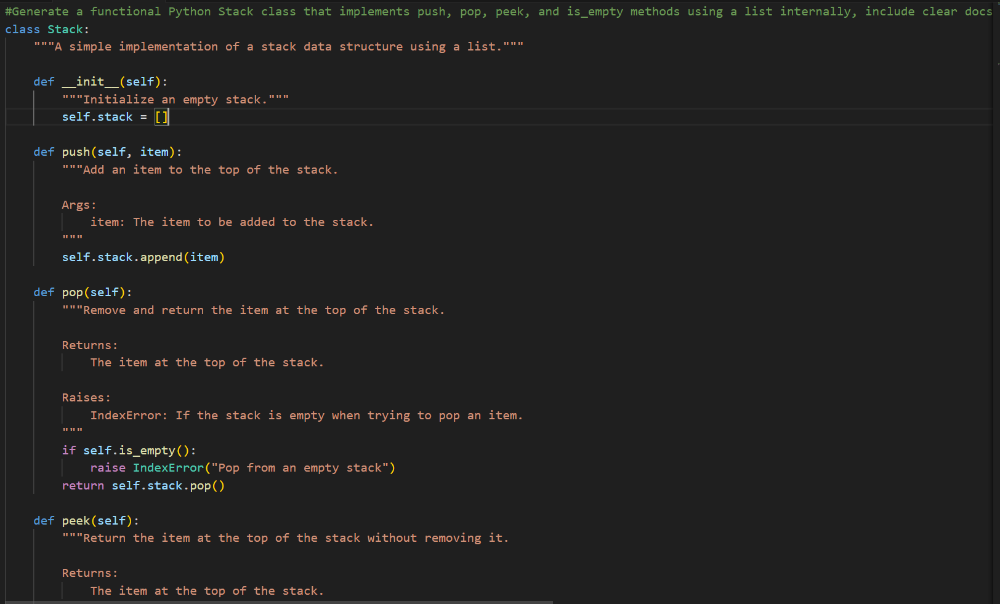 #Generate a functional Python Stack class that implements push, pop, peek, and is_empty methods using a list internally, include clear docs
class Stack:
    """A simple implementation of a stack data structure using a list."""
    def __init__(self):
        """Initialize an empty stack."""
        self.stack = []
    def push(self, item):
        """Add an item to the top of the stack.
        Args:
            item: The item to be added to the stack.
        """
        self.stack.append(item)
    def pop(self):
        """Remove and return the item at the top of the stack.
        Returns:
            The item at the top of the stack.
        Raises:
            IndexError: If the stack is empty when trying to pop an item.
        """
        if self.is_empty():
            raise IndexError("Pop from an empty stack")
        return self.stack.pop()
    def peek(self):
        """Return the item at the top of the stack without removing it.
        Returns:
            The item at the top of the stack.